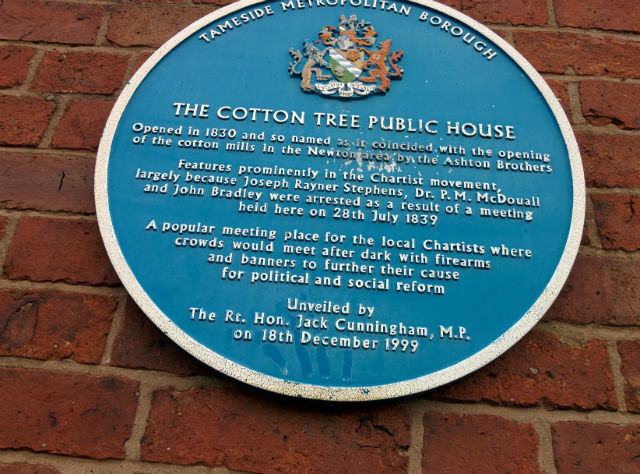 TAMESIDE METROPOLITAN BOROUGH
THE COTTON TREE PUBLIC HOUSE
Opened in 1830 and so named as it coincided with the opening
of the cotton mills in the Newton area by the Ashton Brothers
Features prominently in the Chartist movement,
largely because Joseph Rayner Stephens, Dr. P. M. McDouall
and John Bradley were arrested as a result of a meeting
held here on 28th July 1839
A popular meeting place for the local Chartists where
crowds would meet after dark with firearms
and banners to further their cause
for political and social reform
Unveiled by
The Rt. Hon. Jack Cunningham, M.P.
on 18th December 1999